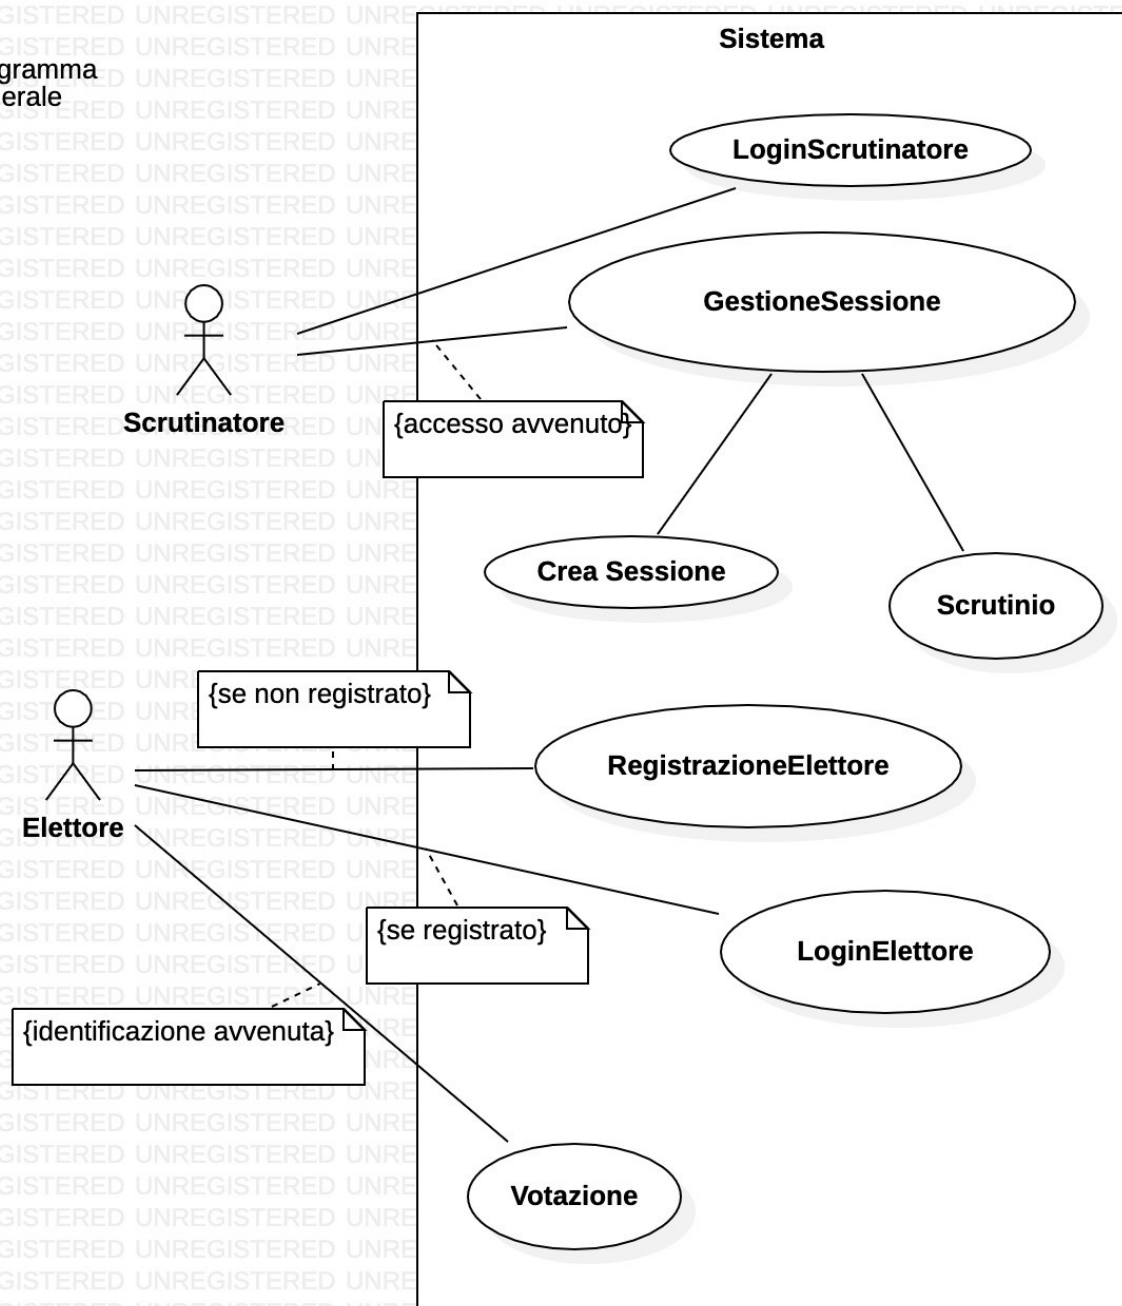 Sistema
gramma
erale
LoginScrutinatore
GestioneSessione
Scrutinatore
{accesso avvenuto}
Crea Sessione
Scrutinio
{se non registrato}
RegistrazioneElettore
Elettore
{se registrato}
LoginElettore
{identificazione avvenuta}
Votazione